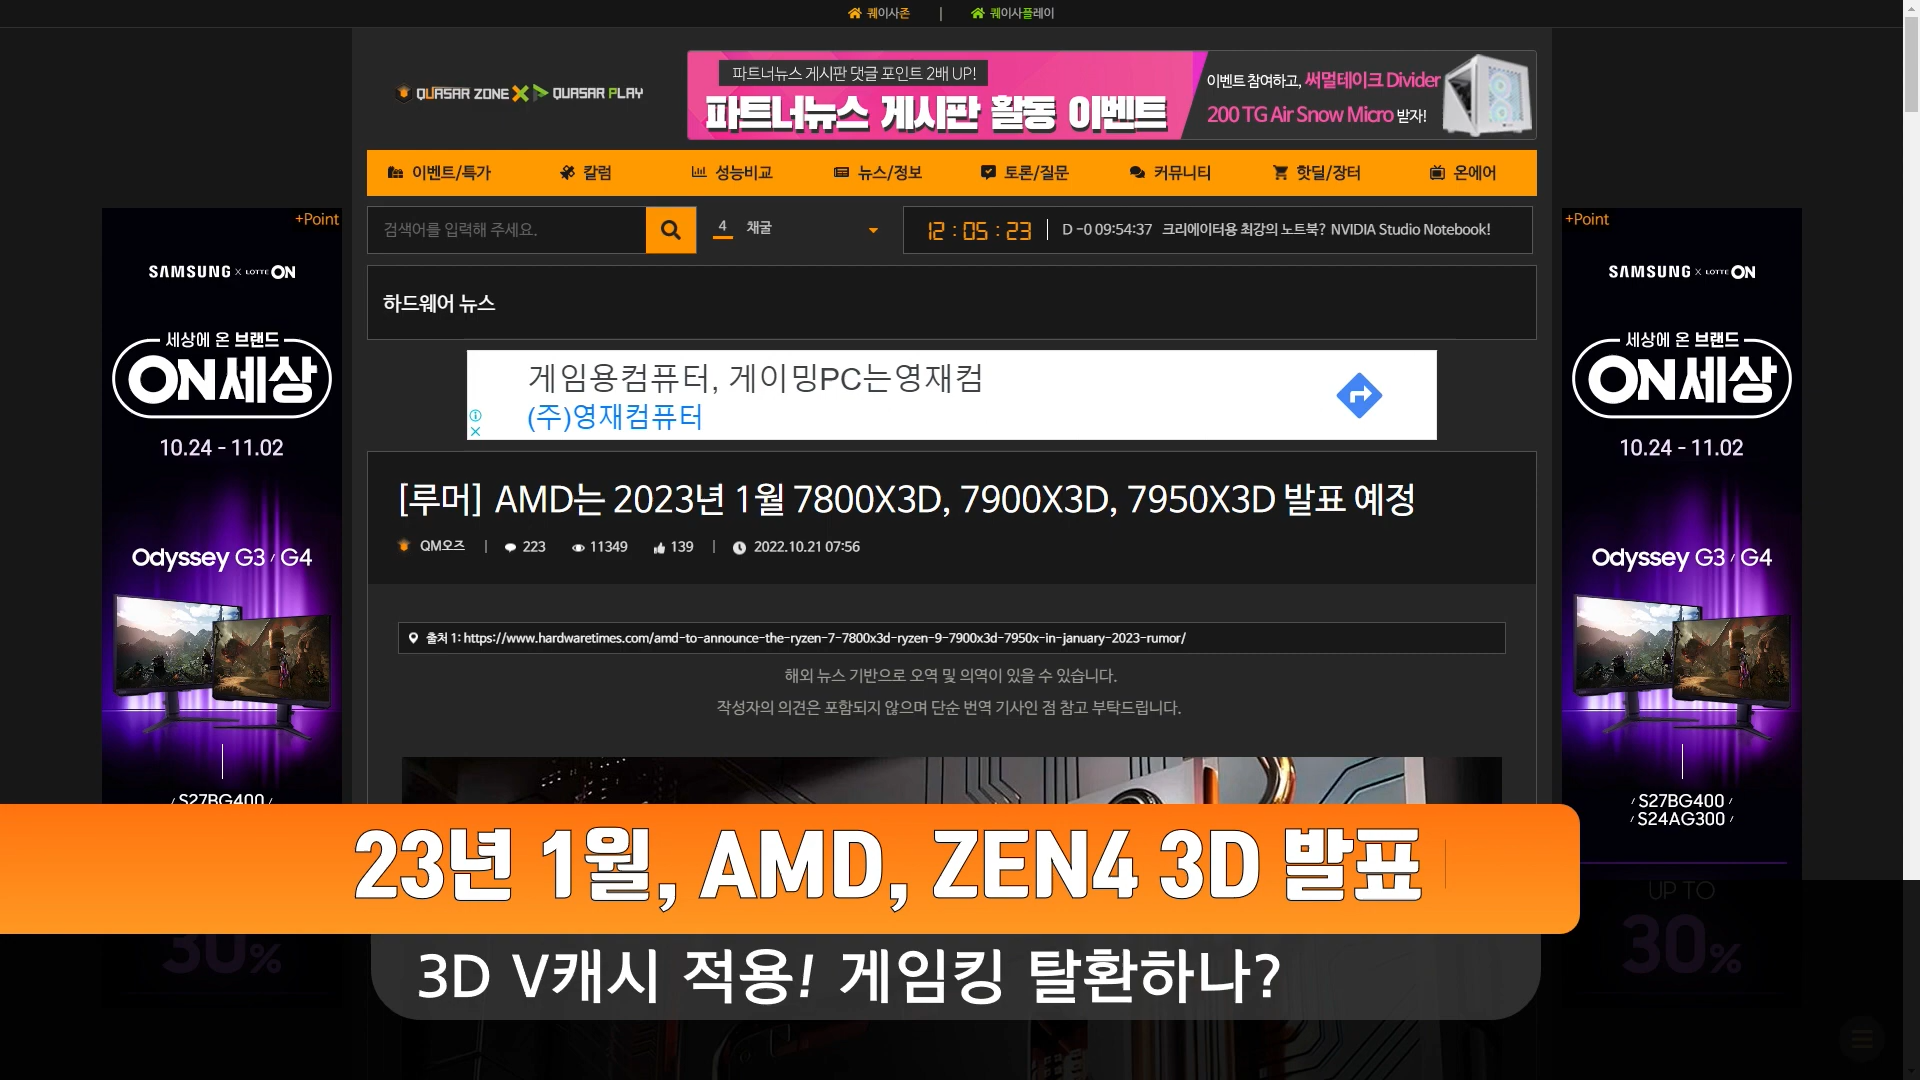 퀘이사존 | 퀘이사플레이
QUASAR ZONE X QUASAR PLAY
파트너뉴스 게시판 댓글 포인트 2배 UP!
파트너뉴스 게시판 활동 이벤트
이벤트 참여하고, 써멀테이크 Divider
200 TG Air Snow Micro 받자!
이벤트/특가 칼럼 성능비교 뉴스/정보 토론/질문 커뮤니티 핫딜/장터 온에어
검색어를 입력해 주세요.
4 채굴
12 : 05 : 23 D -0 09:54:37 크리에이터용 최강의 노트북? NVIDIA Studio Notebook!
하드웨어 뉴스
게임용컴퓨터, 게이밍PC는영재컴
(주)영재컴퓨터
[루머] AMD는 2023년 1월 7800X3D, 7900X3D, 7950X3D 발표 예정
QM오즈 | 223 11349 139 | 2022.10.21 07:56
출처 1: https://www.hardwaretimes.com/amd-to-announce-the-ryzen-7-7800x3d-ryzen-9-7900x3d-7950x-in-january-2023-rumor/
해외 뉴스 기반으로 오역 및 의역이 있을 수 있습니다.
작성자의 의견은 포함되지 않으며 단순 번역 기사인 점 참고 부탁드립니다.
+Point
SAMSUNG X LOTTE ON
세상에 온 브랜드
ON세상
10.24 - 11.02
Odyssey G3 / G4
/ S27BG400 /
30%
+Point
SAMSUNG X LOTTE ON
세상에 온 브랜드
ON세상
10.24 - 11.02
Odyssey G3 / G4
/ S27BG400 /
/ S24AG300 /
UP TO
30%
23년 1월, AMD, ZEN4 3D 발표
3D V캐시 적용! 게임킹 탈환하나?